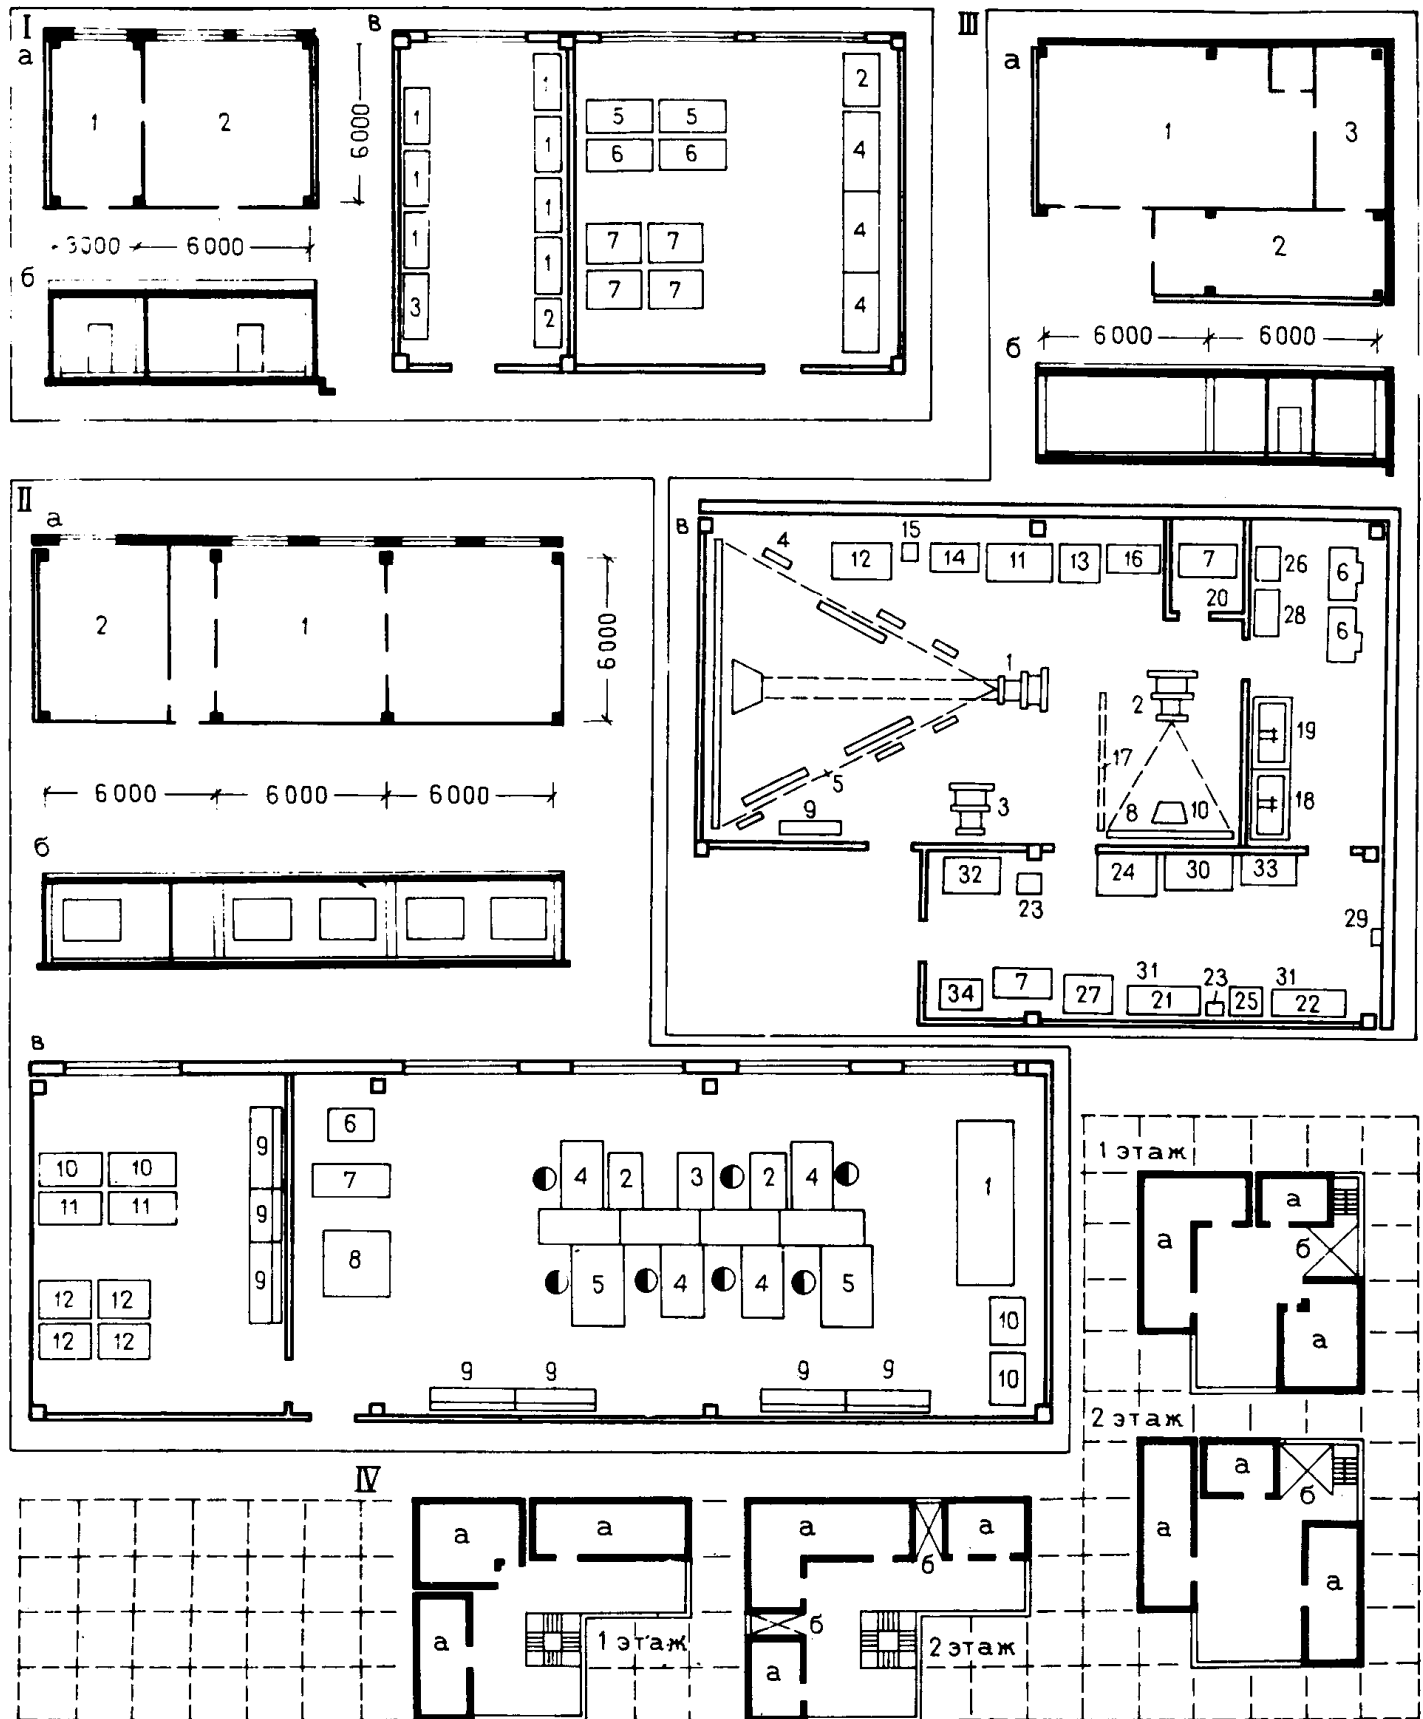 I
а
1 2
6000
3000 6000
б
в
1 1 1 3
1 1 1 1 2
5 5
6 6
7 7
7 7
2 4 4 4
III
а
1 3
2
6000 6000
б
II
а
2 1
6000
6000 6000 6000
б
в
4 12 15 14 11 13 16 7 20 26 28 6 6
1 2
5 17 19 18
9 3 8 10
32 23 24 30 33
29
34 7 27 31 21 23 25 31 22
в
10 10
11 11
12 12
12 12
9 9 9
6
7
8
4 2 3 2 4
5 4 4 5
1
10
10
9 9 9 9
1 этаж
а а
б
а
2 этаж
а б
а а
IV
а а
а
1 этаж
а а
б
б
а
2 этаж